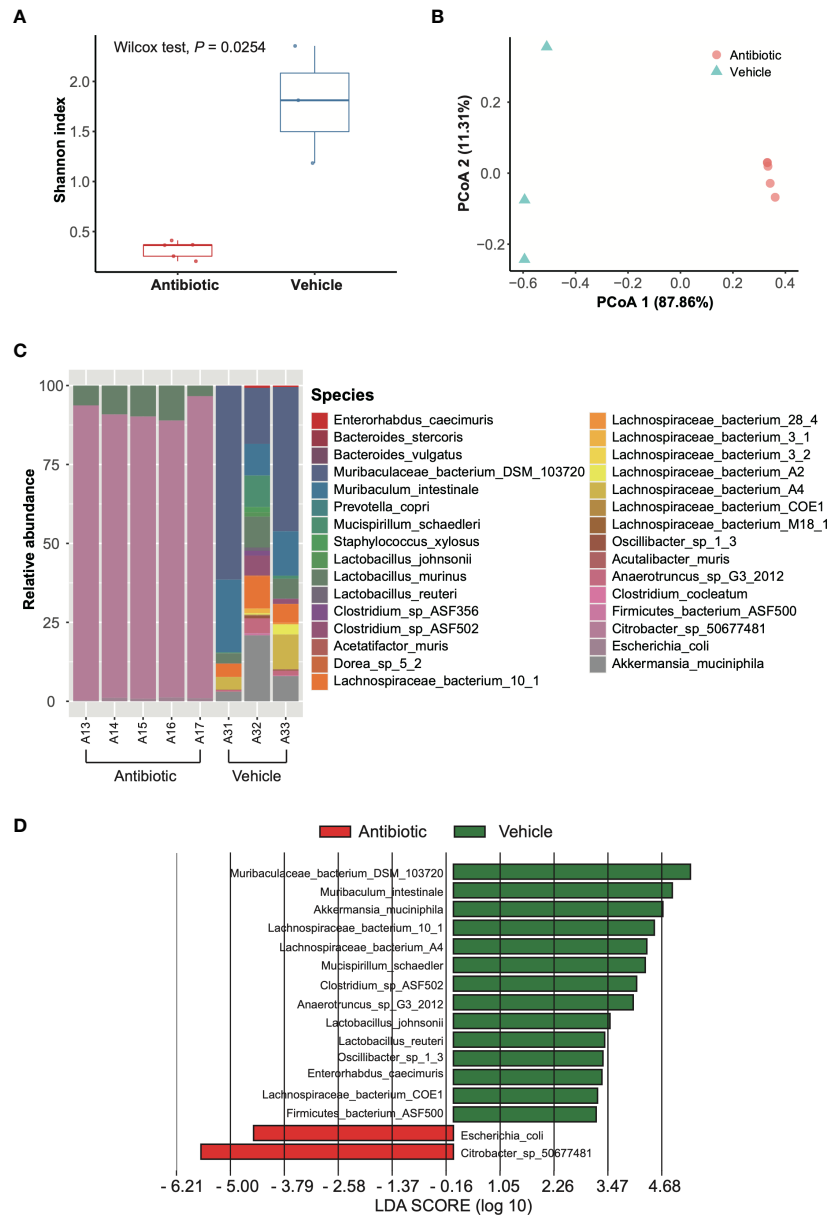 A
Wilcox test, P = 0.0254
Shannon index
2.0
1.5
1.0
0.5
Antibiotic
Vehicle
B
Antibiotic
Vehicle
PCoA 2 (11.31%)
0.2
0.0
−0.2
−0.6
−0.4
−0.2
0.0
0.2
0.4
PCoA 1 (87.86%)
C
Relative abundance
100
75
50
25
0
A13
A14
A15
A16
A17
A31
A32
A33
Antibiotic
Vehicle
Species
Enterorhabdus_caecimuris
Bacteroides_stercoris
Bacteroides_vulgatus
Muribaculaceae_bacterium_DSM_103720
Muribaculum_intestinale
Prevotella_copri
Mucispirillum_schaedleri
Staphylococcus_xylosus
Lactobacillus_johnsonii
Lactobacillus_murinus
Lactobacillus_reuteri
Clostridium_sp_ASF356
Clostridium_sp_ASF502
Acetatifactor_muris
Dorea_sp_5_2
Lachnospiraceae_bacterium_10_1
Lachnospiraceae_bacterium_28_4
Lachnospiraceae_bacterium_3_1
Lachnospiraceae_bacterium_3_2
Lachnospiraceae_bacterium_A2
Lachnospiraceae_bacterium_A4
Lachnospiraceae_bacterium_COE1
Lachnospiraceae_bacterium_M18_1
Oscillibacter_sp_1_3
Acutalibacter_muris
Anaerotruncus_sp_G3_2012
Clostridium_cocleatum
Firmicutes_bacterium_ASF500
Citrobacter_sp_50677481
Escherichia_coli
Akkermansia_muciniphila
D
Antibiotic
Vehicle
Muribaculaceae_bacterium_DSM_103720
Muribaculum_intestinale
Akkermansia_muciniphila
Lachnospiraceae_bacterium_10_1
Lachnospiraceae_bacterium_A4
Mucispirillum_schaedler
Clostridium_sp_ASF502
Anaerotruncus_sp_G3_2012
Lactobacillus_johnsonii
Lactobacillus_reuteri
Oscillibacter_sp_1_3
Enterorhabdus_caecimuris
Lachnospiraceae_bacterium_COE1
Firmicutes_bacterium_ASF500
Escherichia_coli
Citrobacter_sp_50677481
- 6.21
- 5.00
- 3.79
- 2.58
- 1.37
- 0.16
1.05
2.26
3.47
4.68
LDA SCORE (log 10)